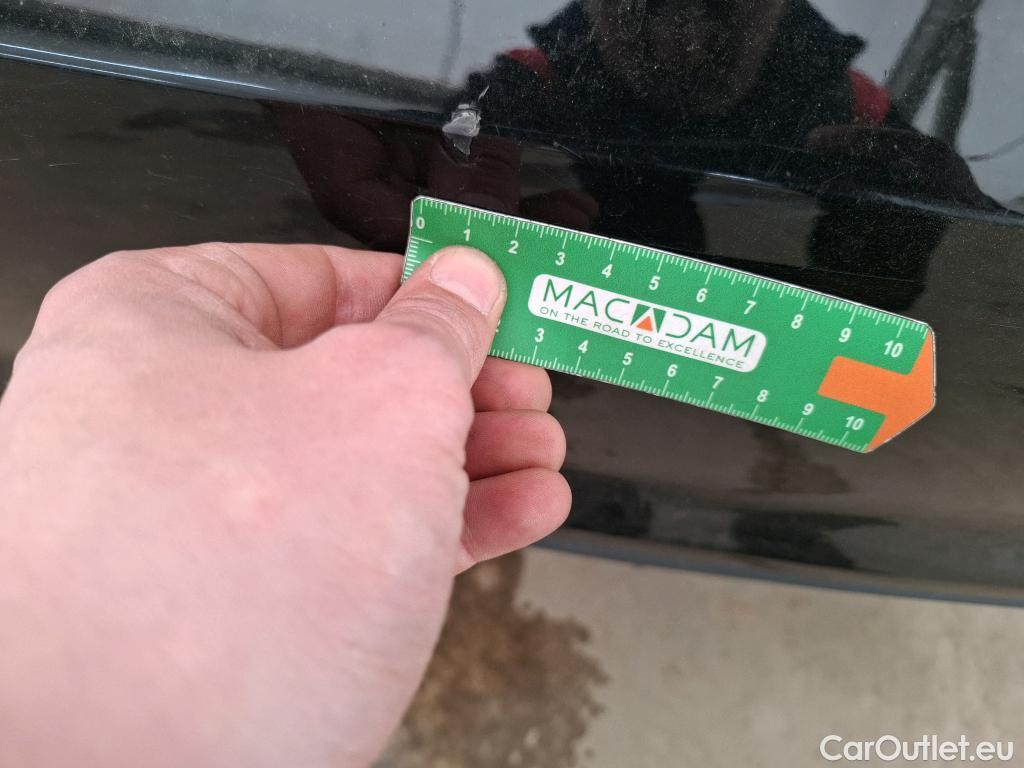 0 1 2 3 4 5 6 7 8 9 10
MACADAM
ON THE ROAD TO EXCELLENCE
2 3 4 5 6 7 8 9 10
CarOutlet.eu